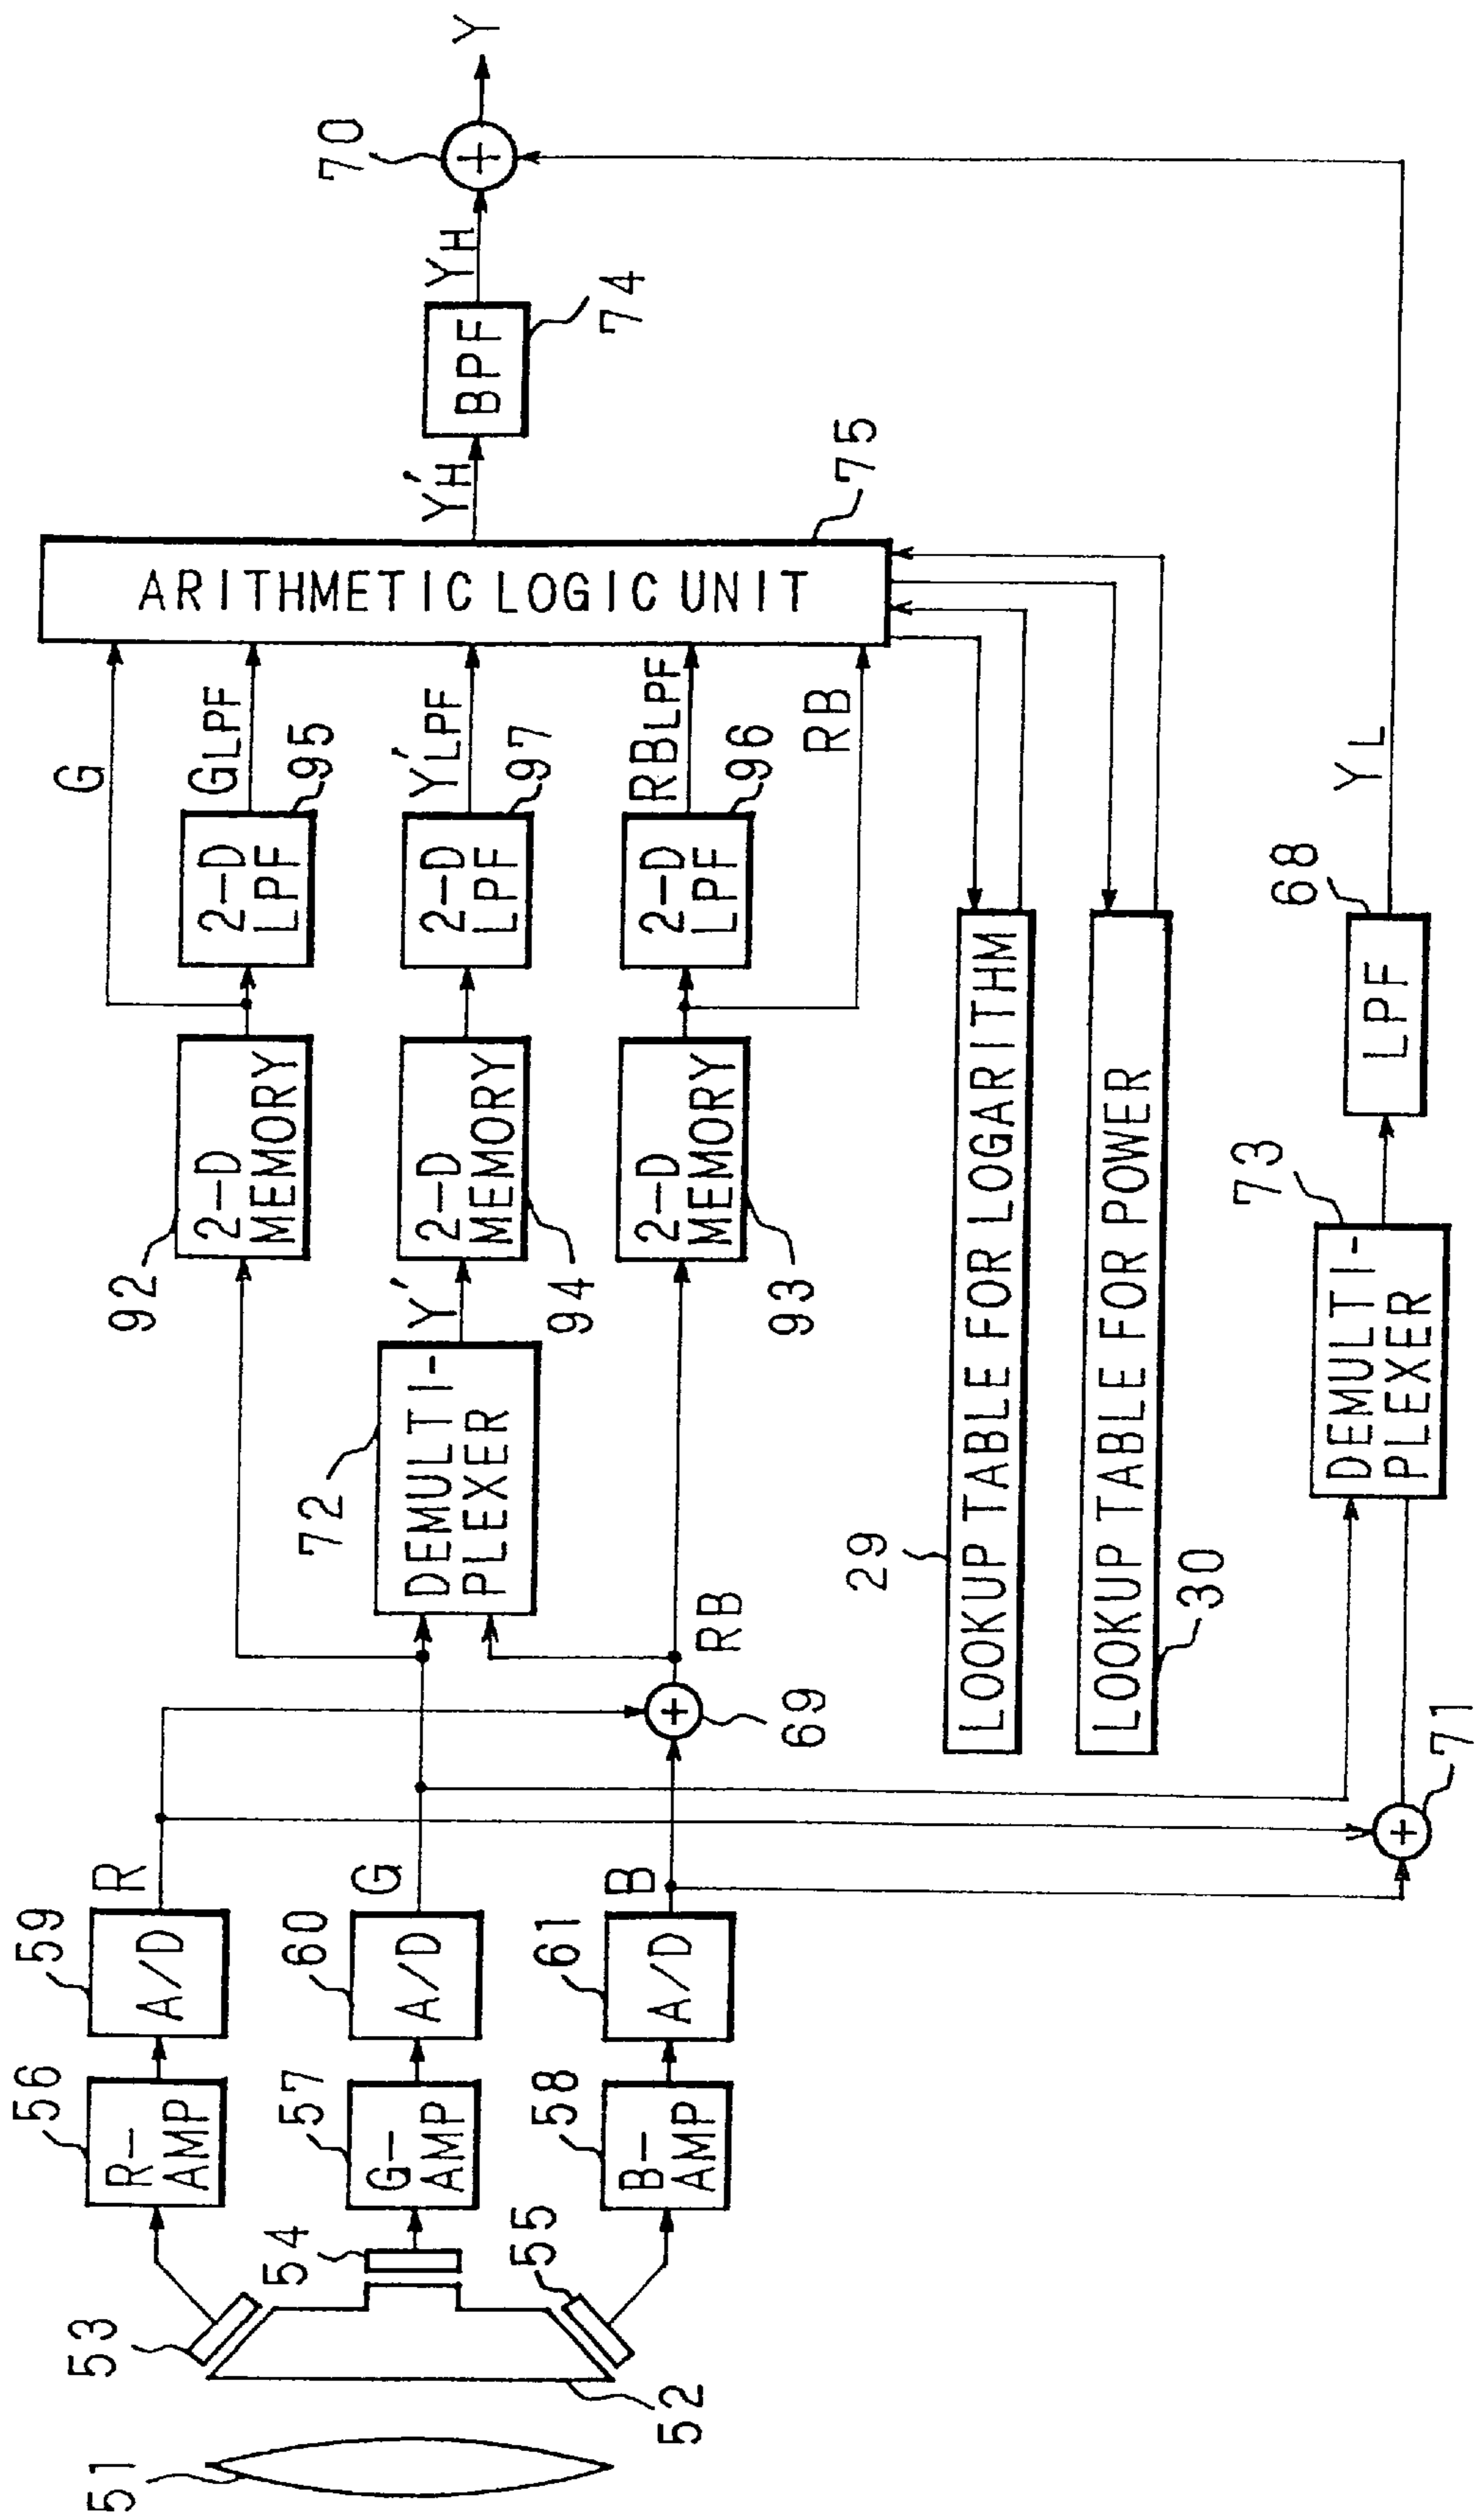 51
52
53
54
55
56
R-
AMP
57
G-
AMP
58
B-
AMP
59
A/D
R
60
A/D
G
61
A/D
B
71
69
RB
72
DEMULTI-
PLEXER
Y'
92
2-D
MEMORY
94
2-D
MEMORY
93
2-D
MEMORY
G
2-D
LPF
95
GLPF
2-D
LPF
97
Y'LPF
2-D
LPF
96
RBLPF
RB
ARITHMETIC LOGIC UNIT
75
Y'H
BPF
74
YH
70
Y
29
LOOKUP TABLE FOR LOGARITHM
LOOKUP TABLE FOR POWER
30
73
DEMULTI-
PLEXER
68
LPF
YL